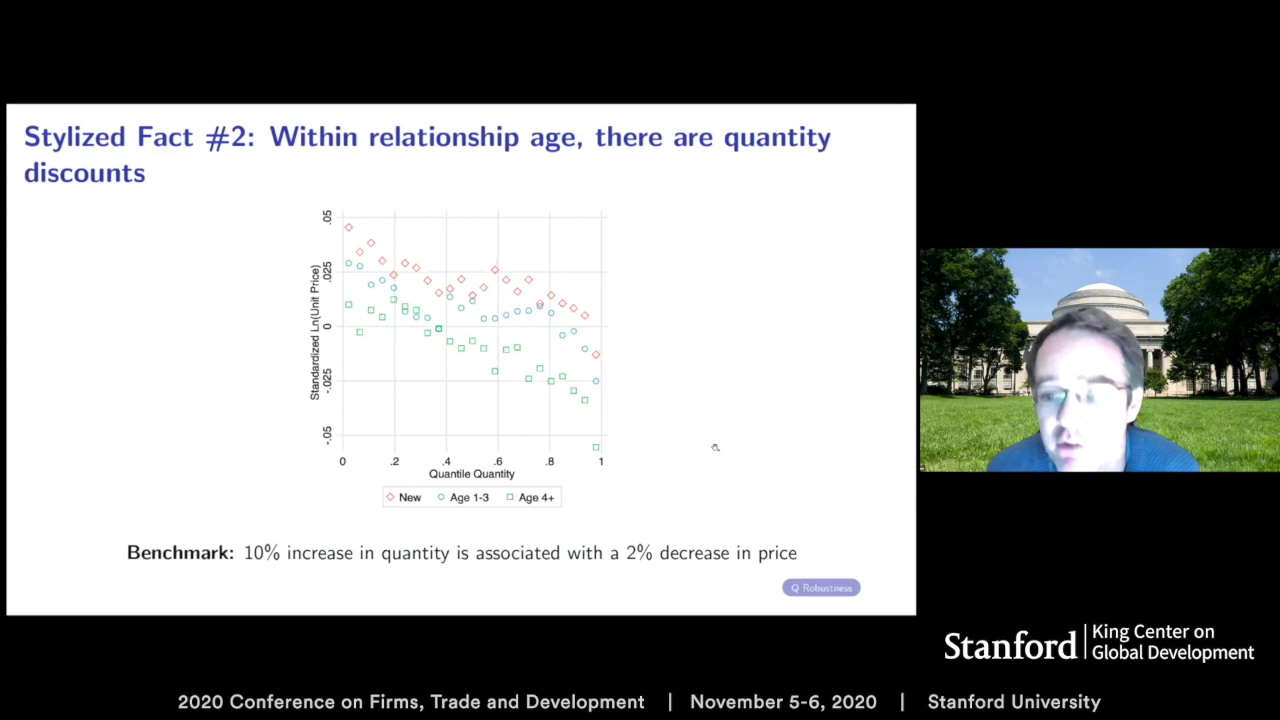 Stylized Fact #2: Within relationship age, there are quantity
discounts
Standardized Ln(Unit Price)
.05
.025
0
-.025
-.05
0 .2 .4 .6 .8 1
Quantile Quantity
New Age 1-3 Age 4+
Benchmark: 10% increase in quantity is associated with a 2% decrease in price
Q Robustness
Stanford
King Center on
Global Development
2020 Conference on Firms, Trade and Development | November 5-6, 2020 | Stanford University